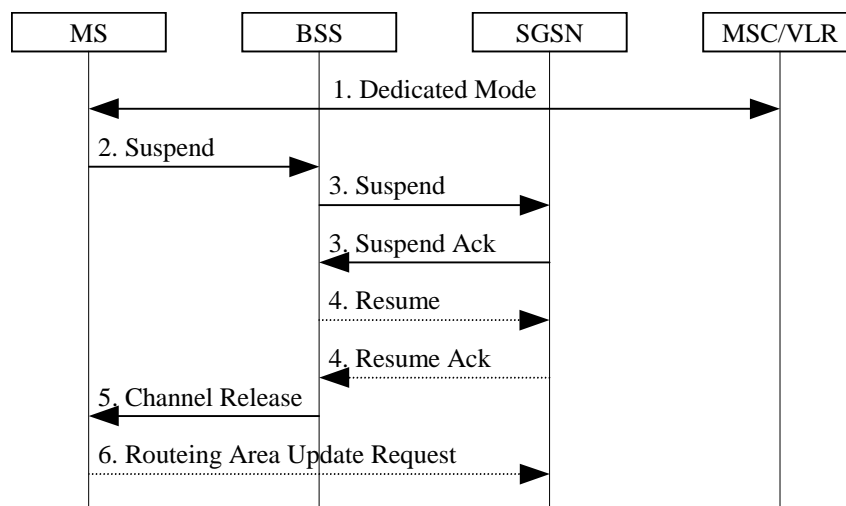 MS
BSS
SGSN
MSC/VLR
1. Dedicated Mode
2. Suspend
3. Suspend
3. Suspend Ack
4. Resume
4. Resume Ack
5. Channel Release
6. Routeing Area Update Request